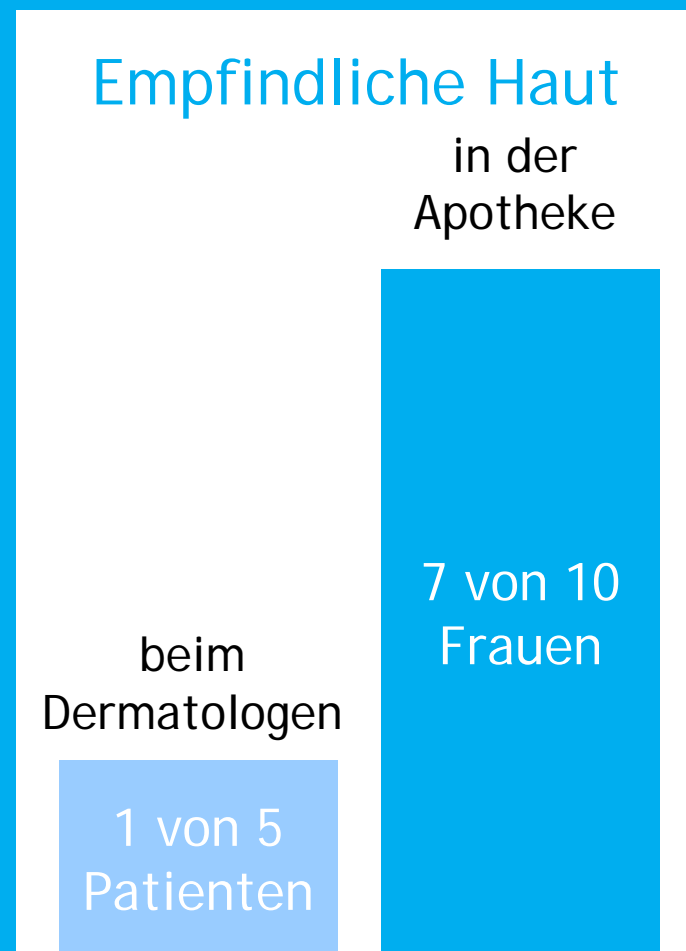 Empfindliche Haut
in der
Apotheke
7 von 10
Frauen
beim
Dermatologen
1 von 5
Patienten